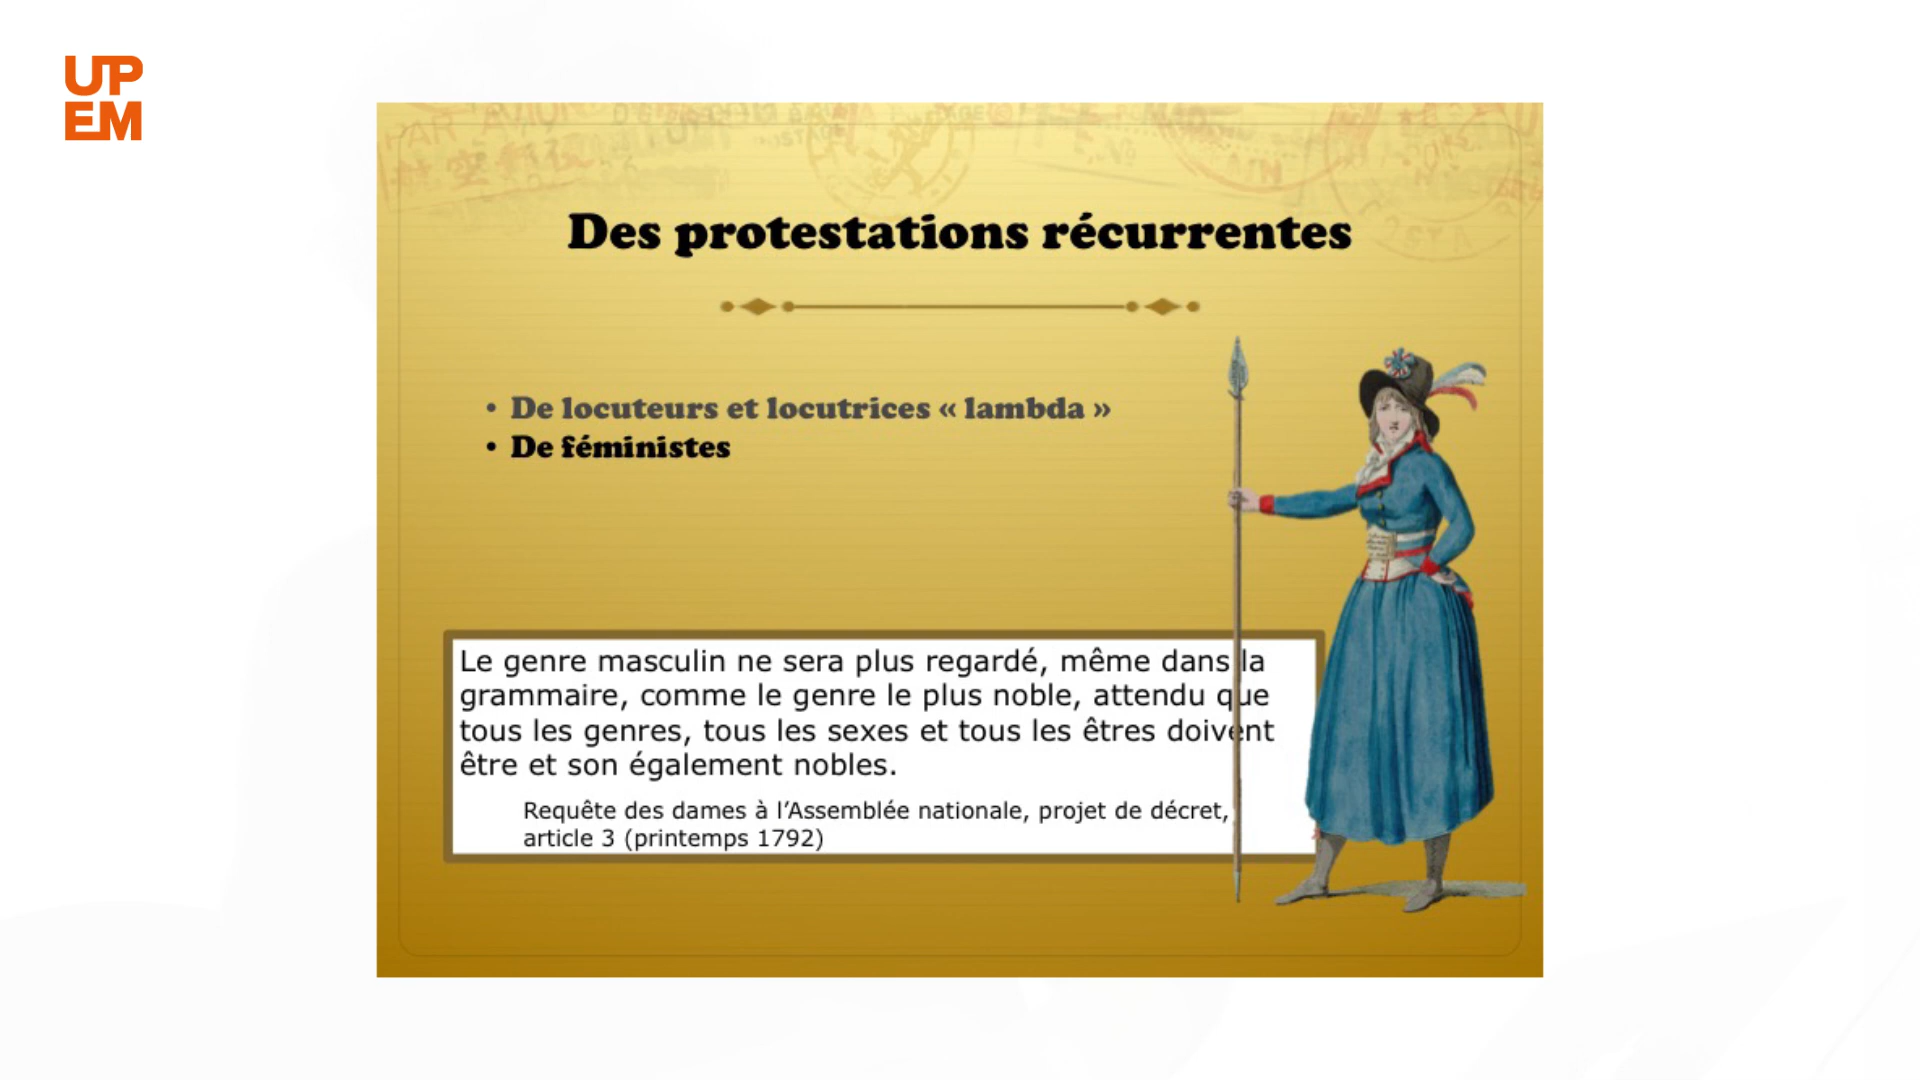 UP
EM
PAR AVION
Des protestations récurrentes
• De locuteurs et locutrices « lambda »
• De féministes
Le genre masculin ne sera plus regardé, même dans la
grammaire, comme le genre le plus noble, attendu que
tous les genres, tous les sexes et tous les êtres doivent
être et son également nobles.
Requête des dames à l’Assemblée nationale, projet de décret,
article 3 (printemps 1792)